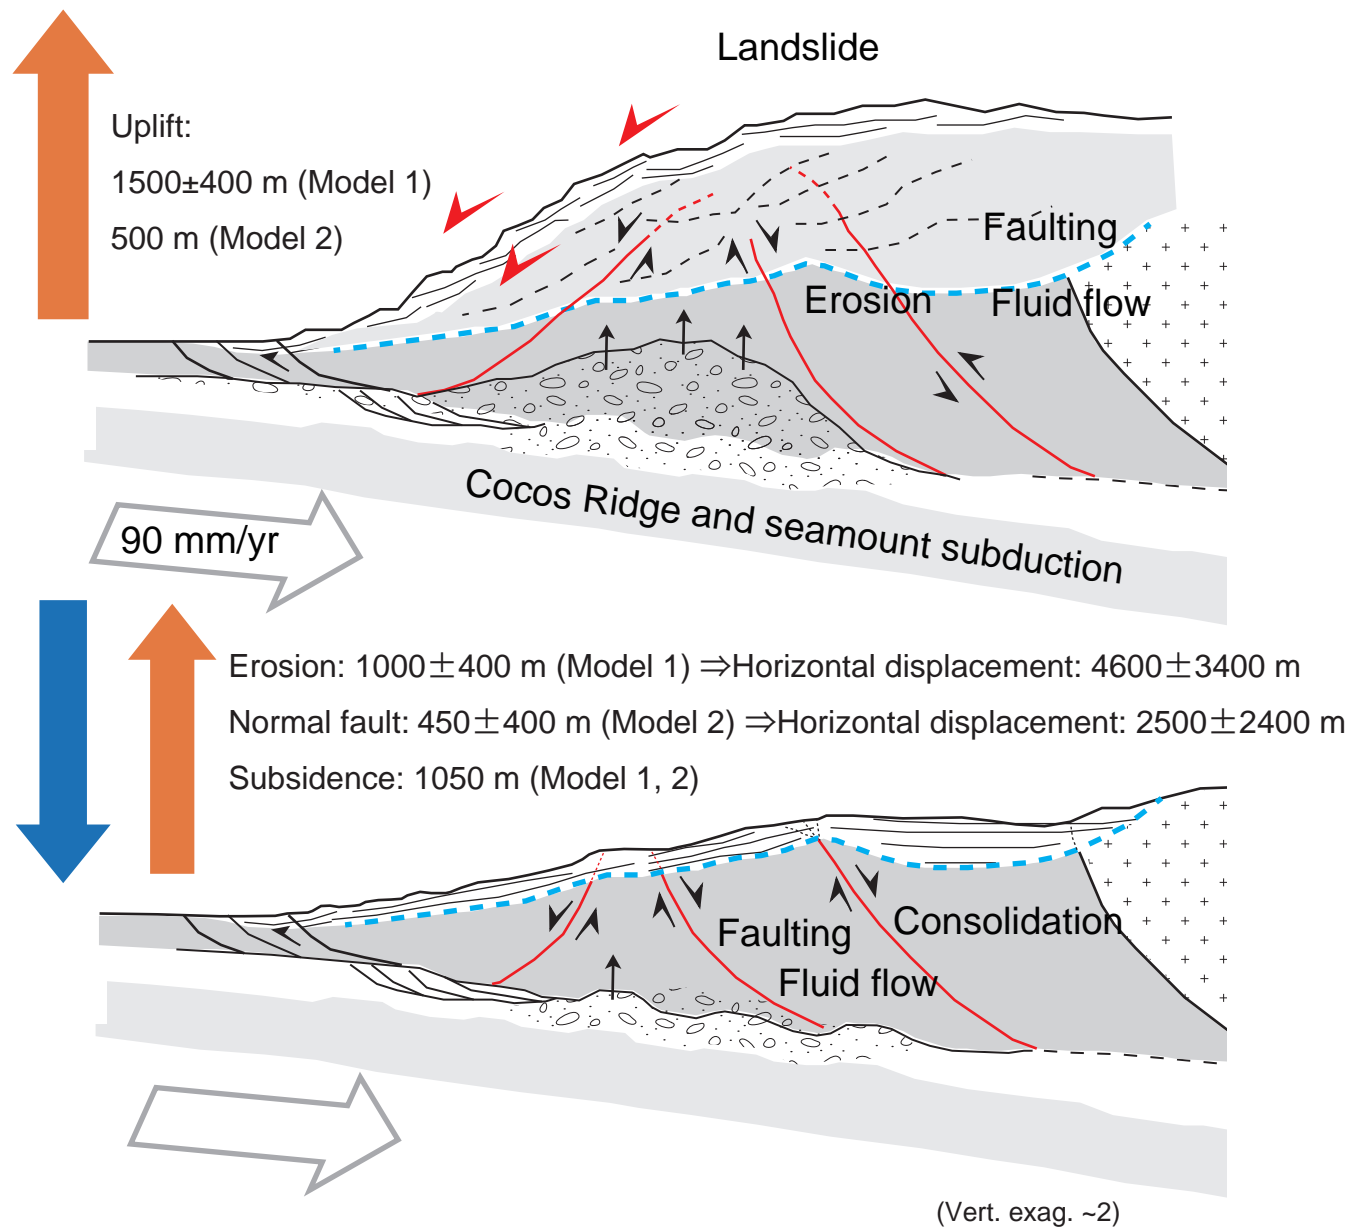 Landslide
Uplift:
1500±400 m (Model 1)
500 m (Model 2)
Faulting
Erosion
Fluid flow
Cocos Ridge and seamount subduction
90 mm/yr
Erosion: 1000±400 m (Model 1) ⇒Horizontal displacement: 4600±3400 m
Normal fault: 450±400 m (Model 2) ⇒Horizontal displacement: 2500±2400 m
Subsidence: 1050 m (Model 1, 2)
Consolidation
Faulting
Fluid flow
(Vert. exag. ~2)